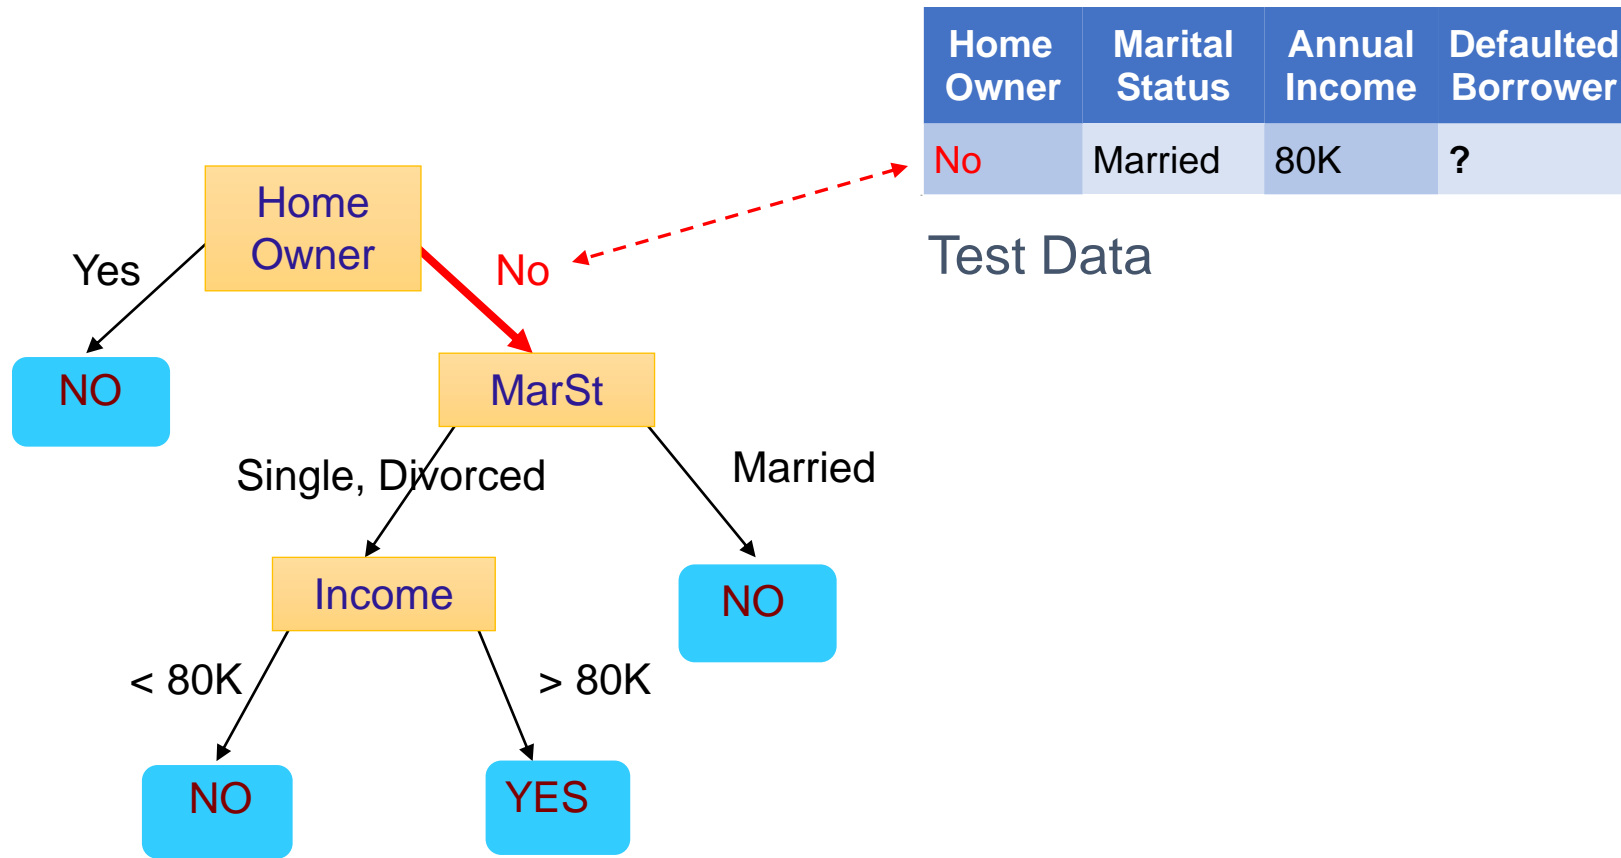 Home Marital Annual Defaulted
Owner Status Income Borrower
No Married 80K ?
Test Data
Home
Owner
Yes
No
NO
MarSt
Single, Divorced
Married
Income
NO
< 80K
> 80K
NO
YES